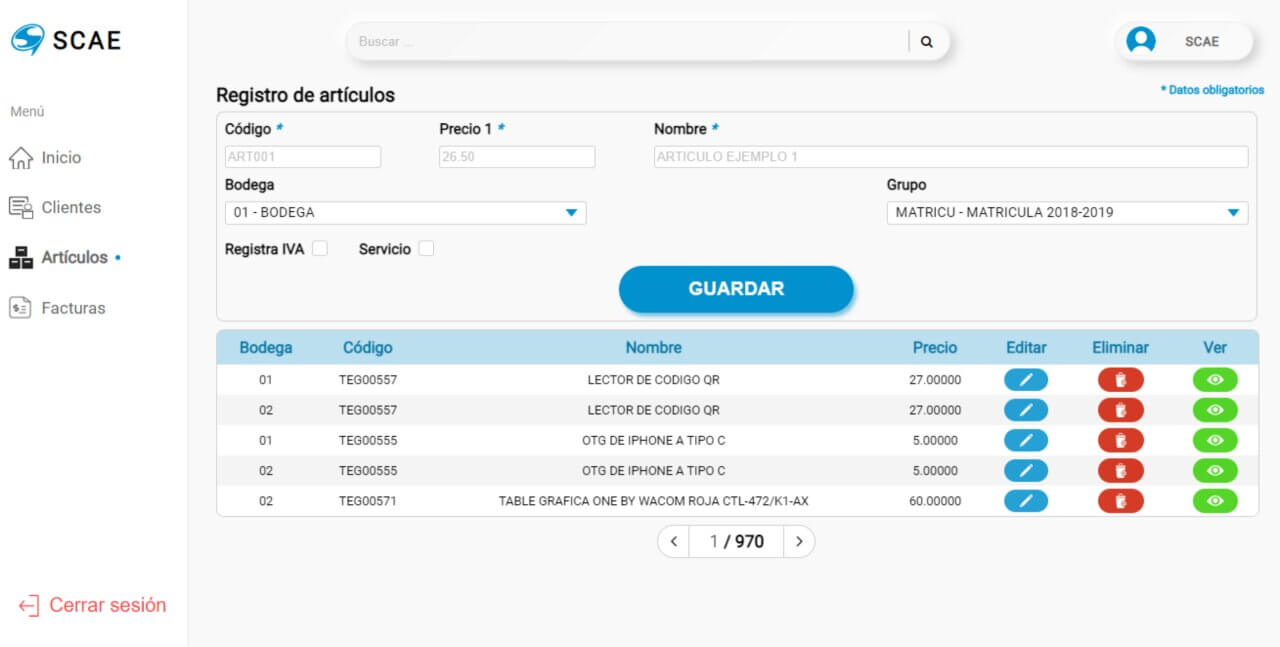 SCAE
Buscar ...
SCAE
* Datos obligatorios
Menú
Inicio
Clientes
Artículos
Facturas
Cerrar sesión
Registro de artículos
Código * Precio 1 * Nombre *
ART001 26.50 ARTICULO EJEMPLO 1
Bodega Grupo
01 - BODEGA MATRICU - MATRICULA 2018-2019
Registra IVA Servicio
GUARDAR
Bodega Código Nombre Precio Editar Eliminar Ver
01 TEG00557 LECTOR DE CODIGO QR 27.00000
02 TEG00557 LECTOR DE CODIGO QR 27.00000
01 TEG00555 OTG DE IPHONE A TIPO C 5.00000
02 TEG00555 OTG DE IPHONE A TIPO C 5.00000
02 TEG00571 TABLE GRAFICA ONE BY WACOM ROJA CTL-472/K1-AX 60.00000
1 / 970